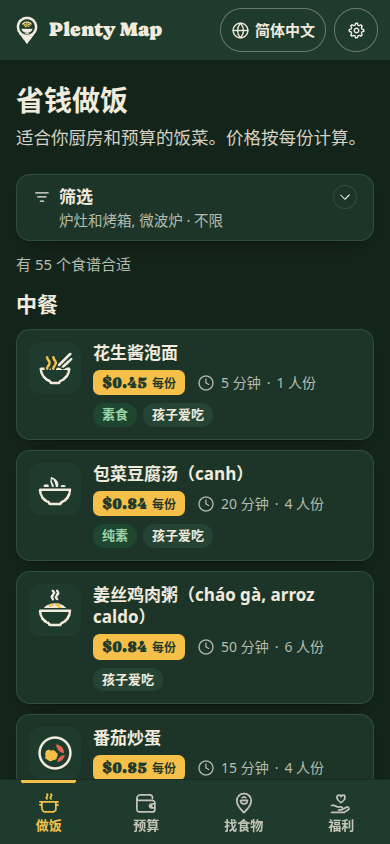 Plenty Map
简体中文
省钱做饭
适合你厨房和预算的饭菜。价格按每份计算。
筛选
炉灶和烤箱, 微波炉 · 不限
有 55 个食谱合适
中餐
花生酱泡面
$0.45 每份 5 分钟 · 1 人份
素食 孩子爱吃
包菜豆腐汤（canh）
$0.84 每份 20 分钟 · 4 人份
纯素 孩子爱吃
姜丝鸡肉粥（cháo gà, arroz
caldo）
$0.84 每份 50 分钟 · 6 人份
孩子爱吃
番茄炒蛋
$0.85 每份 15 分钟 · 4 人份
做饭 预算 找食物 福利